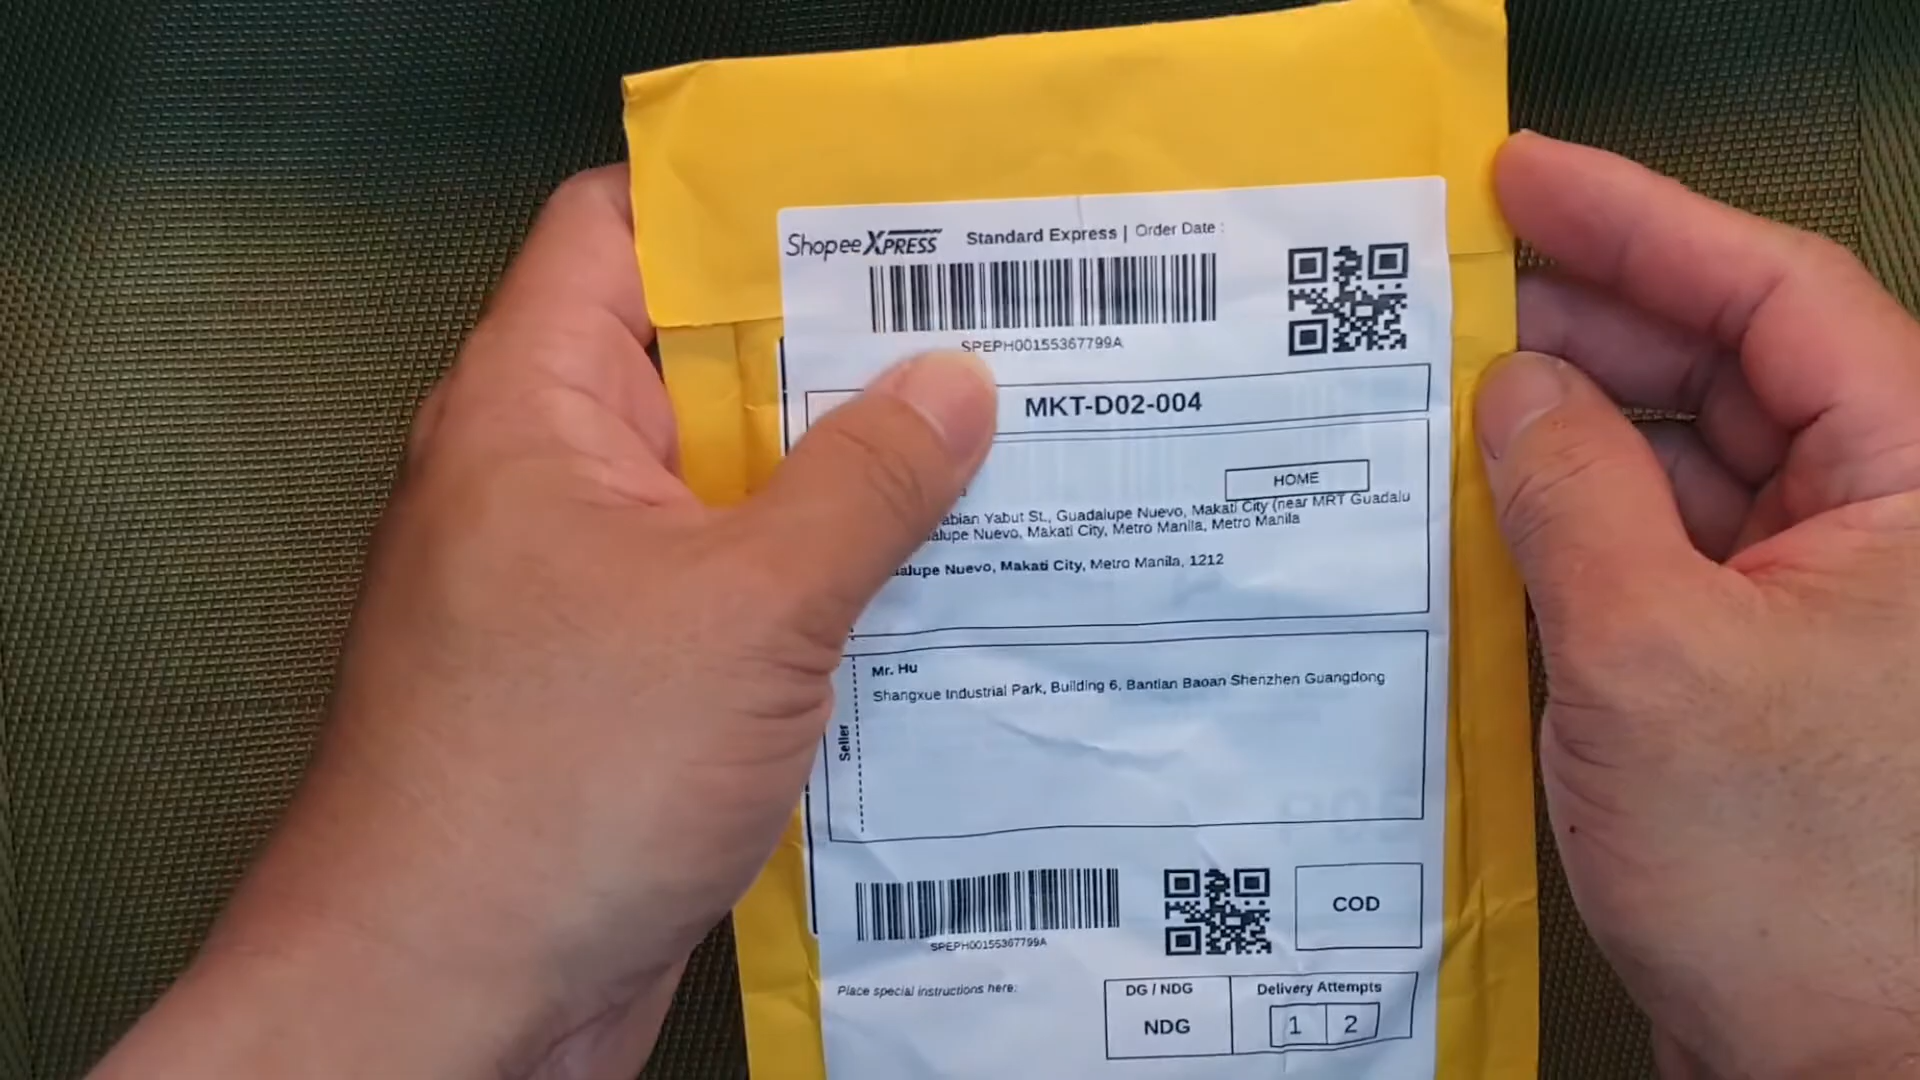 Shopee XPRESS Standard Express | Order Date :
SPEPH00155367799A
MKT-D02-004
HOME
Yabut St., Guadalupe Nuevo, Makati City (near MRT Guadalu
Nuevo, Makati City, Metro Manila, Metro Manila
Nuevo, Makati City, Metro Manila, 1212
Seller
Mr. Hu
Shangxue Industrial Park, Building 6, Bantian Baoan Shenzhen Guangdong
SPEPH00155367799A
COD
Place special instructions here:
DG / NDG
NDG
Delivery Attempts
1 2